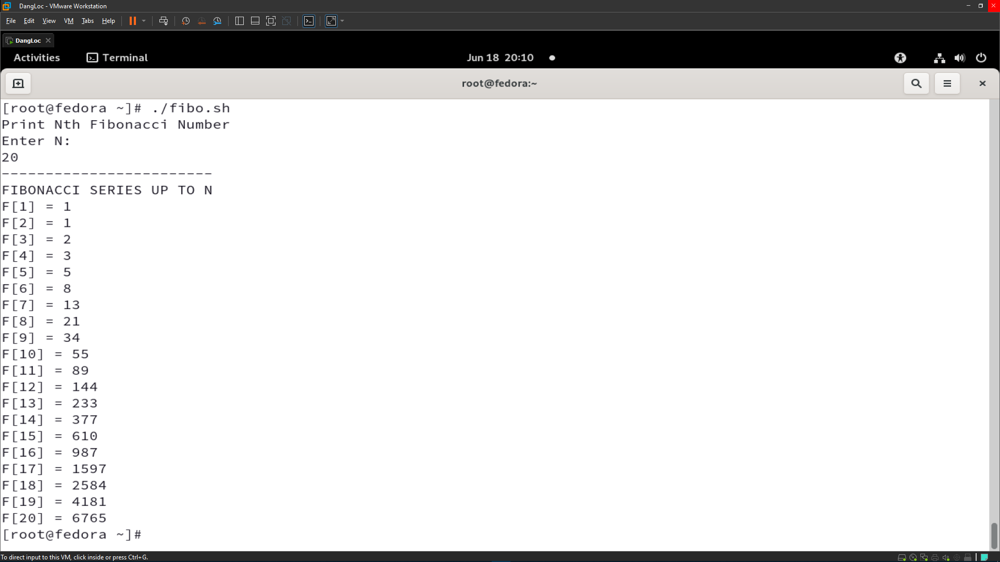 DangLoc - VMware Workstation
File Edit View VM Tabs Help
DangLoc
Activities Terminal Jun 18 20:10
root@fedora:~
[root@fedora ~]# ./fibo.sh
Print Nth Fibonacci Number
Enter N:
20
------------------------
FIBONACCI SERIES UP TO N
F[1] = 1
F[2] = 1
F[3] = 2
F[4] = 3
F[5] = 5
F[6] = 8
F[7] = 13
F[8] = 21
F[9] = 34
F[10] = 55
F[11] = 89
F[12] = 144
F[13] = 233
F[14] = 377
F[15] = 610
F[16] = 987
F[17] = 1597
F[18] = 2584
F[19] = 4181
F[20] = 6765
[root@fedora ~]#
To direct input to this VM, click inside or press Ctrl+G.